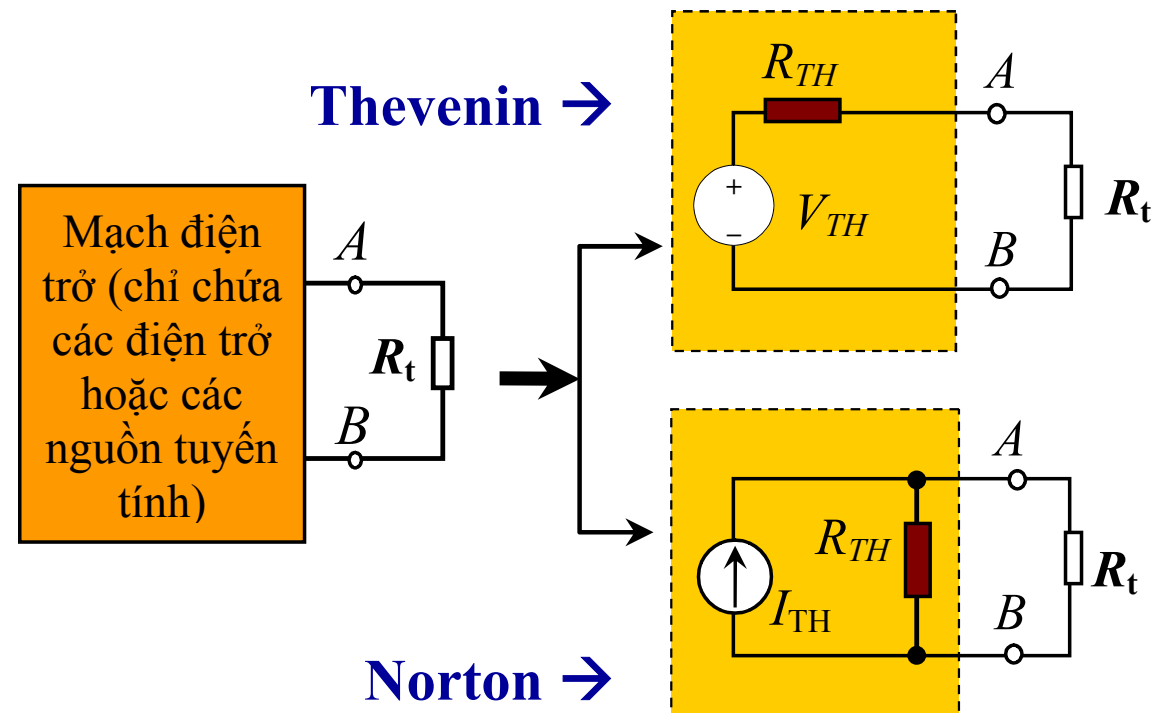 Thevenin →
R_TH
A
+
−
V_TH
B
R_t
Mạch điện
trở (chỉ chứa
các điện trở
hoặc các
nguồn tuyến
tính)
A
R_t
B
A
R_TH
I_TH
B
R_t
Norton →